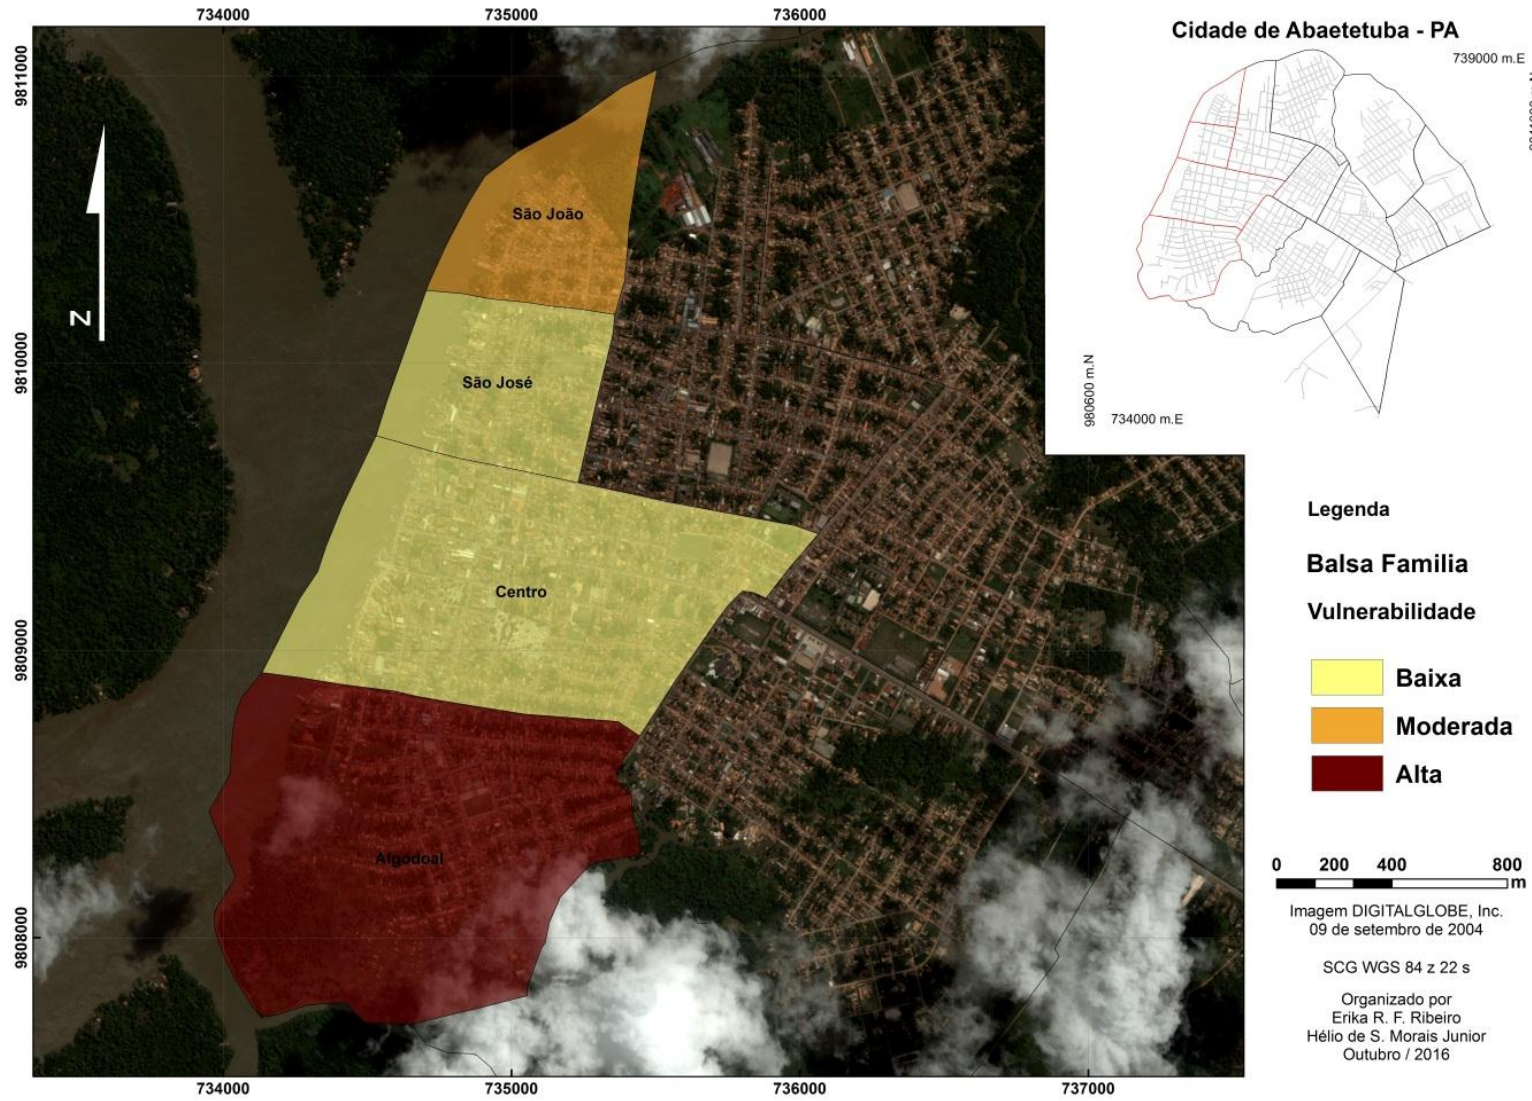 734000
735000
736000
9811000
9810000
9809000
9808000
N
São João
São José
Centro
Algodoal
734000
735000
736000
737000
Cidade de Abaetetuba - PA
739000 m.E
980600 m.N
734000 m.E
Legenda
Balsa Familia
Vulnerabilidade
Baixa
Moderada
Alta
0 200 400 800
m
Imagem DIGITALGLOBE, Inc.
09 de setembro de 2004
SCG WGS 84 z 22 s
Organizado por
Erika R. F. Ribeiro
Hélio de S. Morais Junior
Outubro / 2016